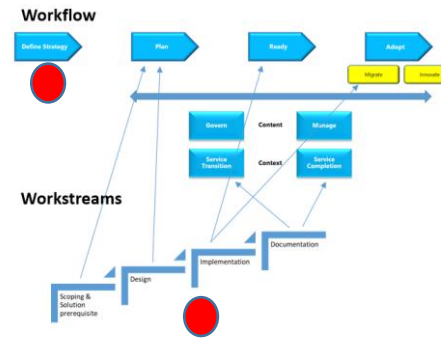 Workflow
Define Strategy
Plan
Ready
Adopt
Migrate
Innovate
Govern
Content
Manage
Service
Transition
Context
Service
Completion
Workstreams
Documentation
Implementation
Design
Scoping &
Solution
prerequisite